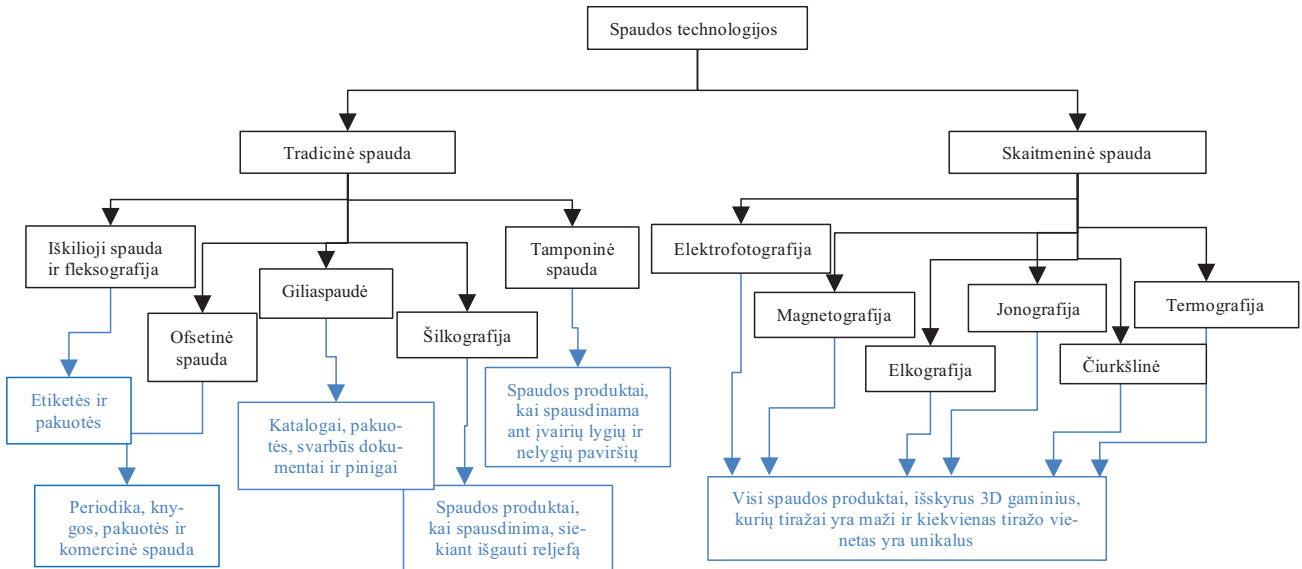 Spaudos technologijos
Tradicinė spauda
Skaitmeninė spauda
Iškilioji spauda
ir fleksografija
Ofsetinė
spauda
Giliaspaudė
Šilkografija
Tamponinė
spauda
Elektrofotografija
Magnetografija
Elkografija
Jonografija
Čiurkšlinė
Termografija
Etiketės ir
pakuotės
Periodika, kny-
gos, pakuotės ir
komercinė spauda
Katalogai, pakuo-
tės, svarbūs doku-
mentai ir pinigai
Spaudos produktai,
kai spausdinima, sie-
kiant išgauti reljefą
Spaudos produktai,
kai spausdinama
ant įvairių lygių ir
nelygių paviršių
Visi spaudos produktai, išskyrus 3D gaminius,
kurių tiražai yra maži ir kiekvienas tiražo vie-
netas yra unikalus